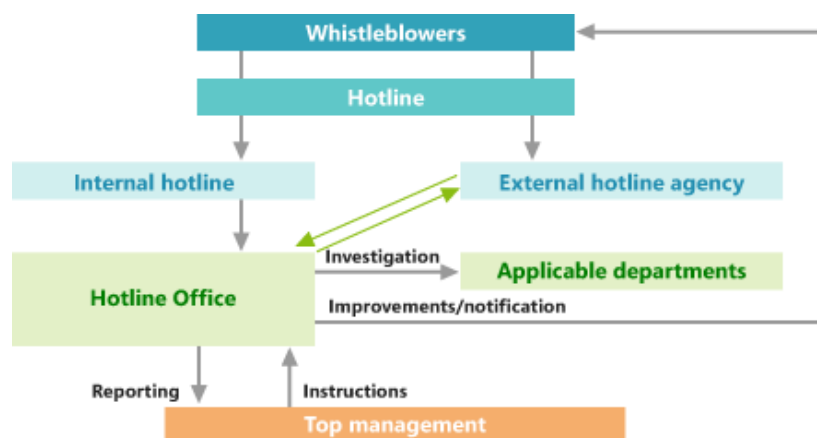 Whistleblowers
Hotline
Internal hotline
External hotline agency
Investigation
Applicable departments
Hotline Office
Improvements/notification
Reporting
Instructions
Top management